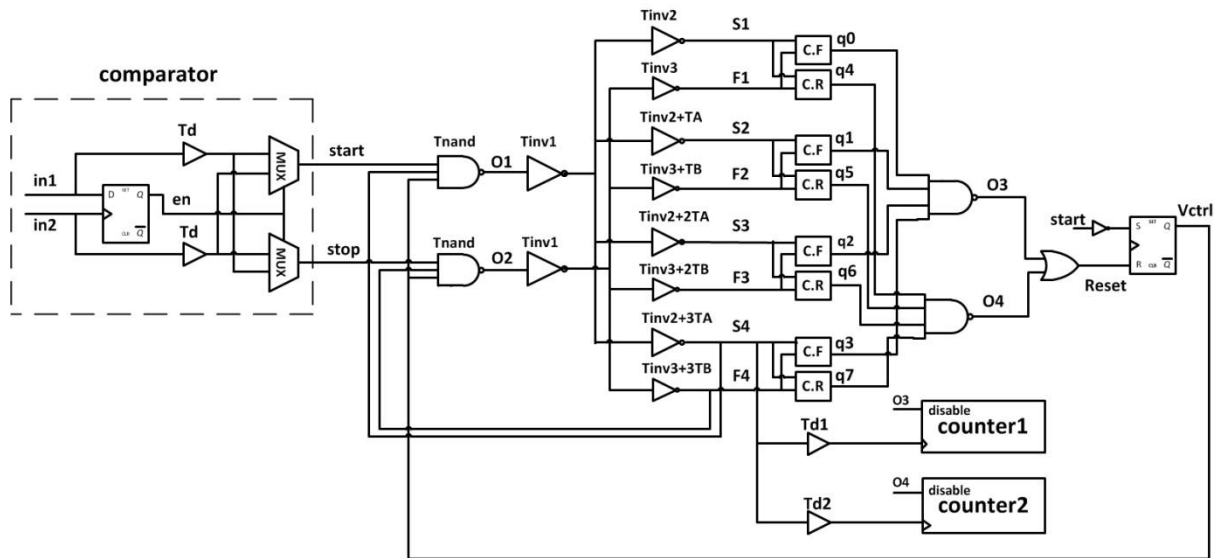 comparator
in1
in2
Td
Td
D
SET
Q
CLR
Q
en
MUX
MUX
start
stop
Tnand
O1
Tinv1
Tnand
O2
Tinv1
Tinv2
S1
Tinv3
F1
Tinv2+TA
S2
Tinv3+TB
F2
Tinv2+2TA
S3
Tinv3+2TB
F3
Tinv2+3TA
S4
Tinv3+3TB
F4
C.F
q0
C.R
q4
C.F
q1
C.R
q5
C.F
q2
C.R
q6
C.F
q3
C.R
q7
O3
O4
start
Reset
S
SET
Q
R
CLR
Q
Vctrl
Td1
O3
disable
counter1
Td2
O4
disable
counter2